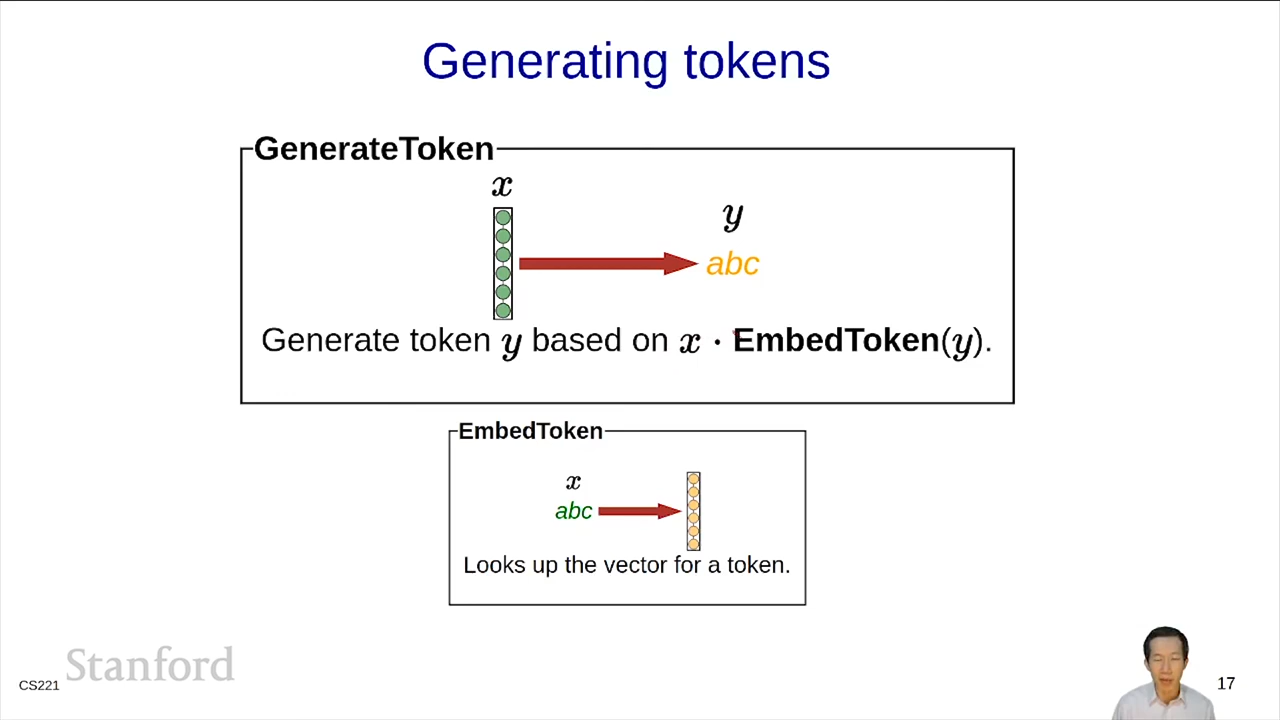 Generating tokens
GenerateToken
x
y
abc
Generate token y based on x · EmbedToken(y).
EmbedToken
x
abc
Looks up the vector for a token.
Stanford
CS221
17